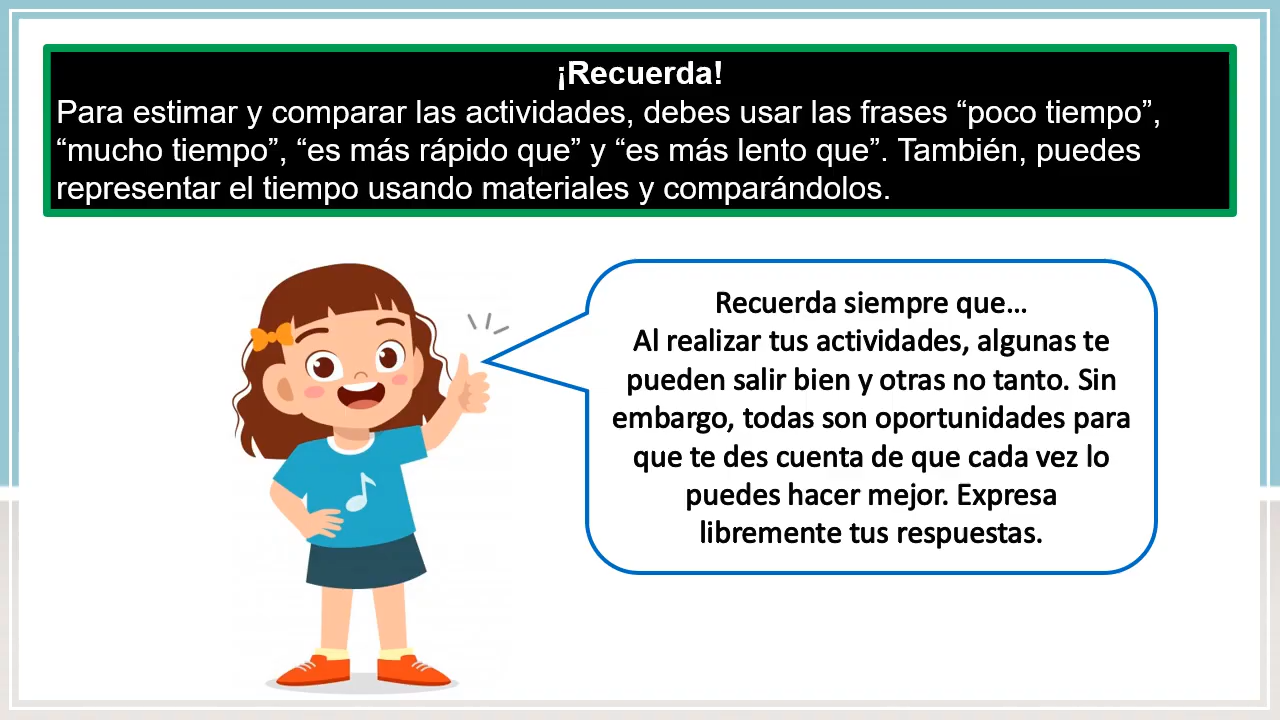 ¡Recuerda!
Para estimar y comparar las actividades, debes usar las frases “poco tiempo”,
“mucho tiempo”, “es más rápido que” y “es más lento que”. También, puedes
representar el tiempo usando materiales y comparándolos.
Recuerda siempre que...
Al realizar tus actividades, algunas te
pueden salir bien y otras no tanto. Sin
embargo, todas son oportunidades para
que te des cuenta de que cada vez lo
puedes hacer mejor. Expresa
libremente tus respuestas.